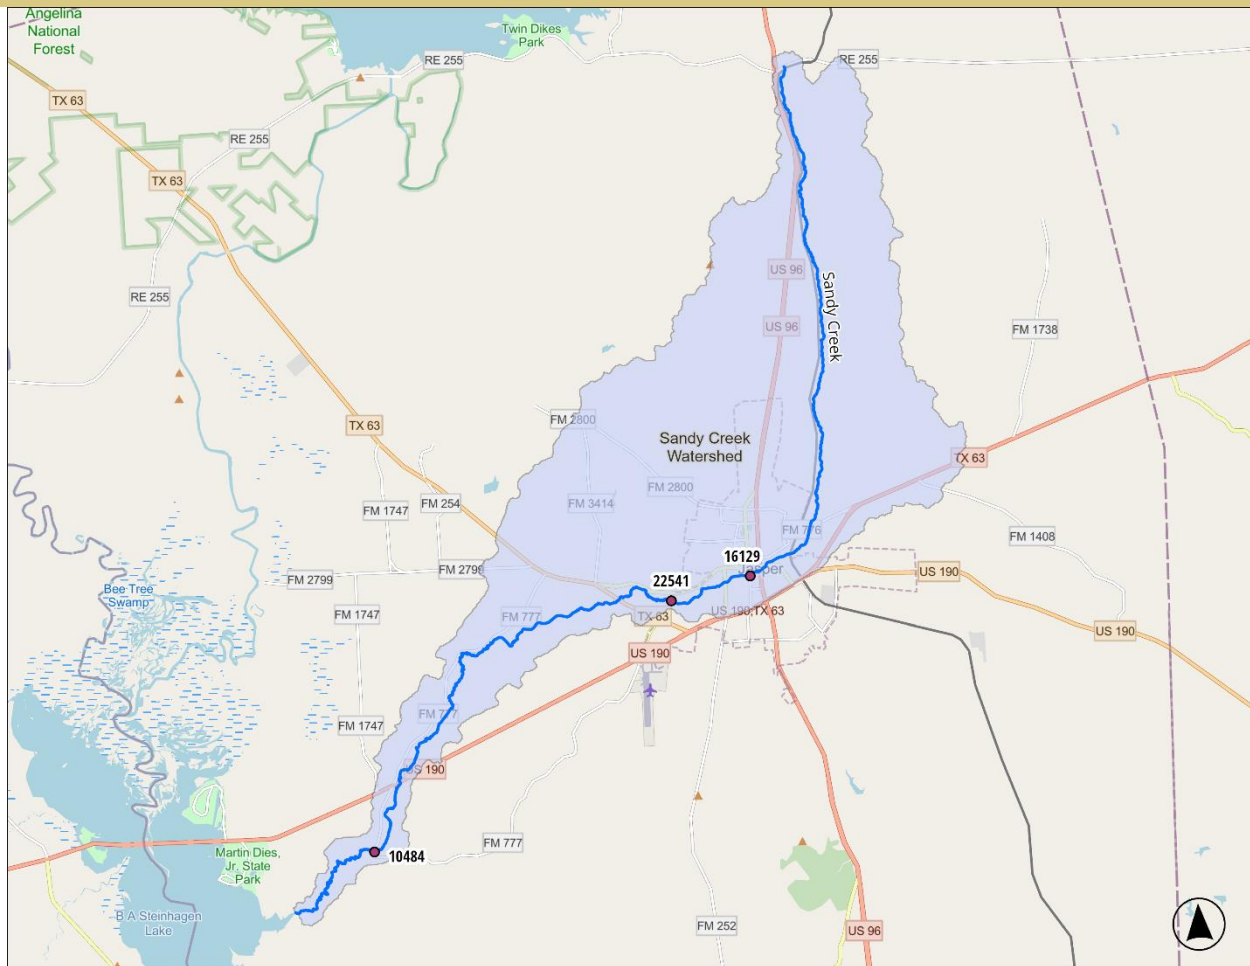 Angelina
National
Forest
Twin Dikes
Park
RE 255
RE 255
TX 63
RE 255
TX 63
US 96
RE 255
Sandy Creek
US 96
FM 1738
FM 2800
TX 63
Sandy Creek
Watershed
TX 63
FM 2800
FM 3414
FM 254
FM 1747
FM 776
FM 1408
16129
Jasper
FM 2799
FM 2799
22541
US 190
Bee Tree
Swamp
FM 1747
FM 777
TX 63
US 190;TX 63
US 190
US 190
FM 777
FM 1747
US 190
FM 777
10484
Martin Dies,
Jr. State
Park
B A Steinhagen
Lake
FM 252
US 96